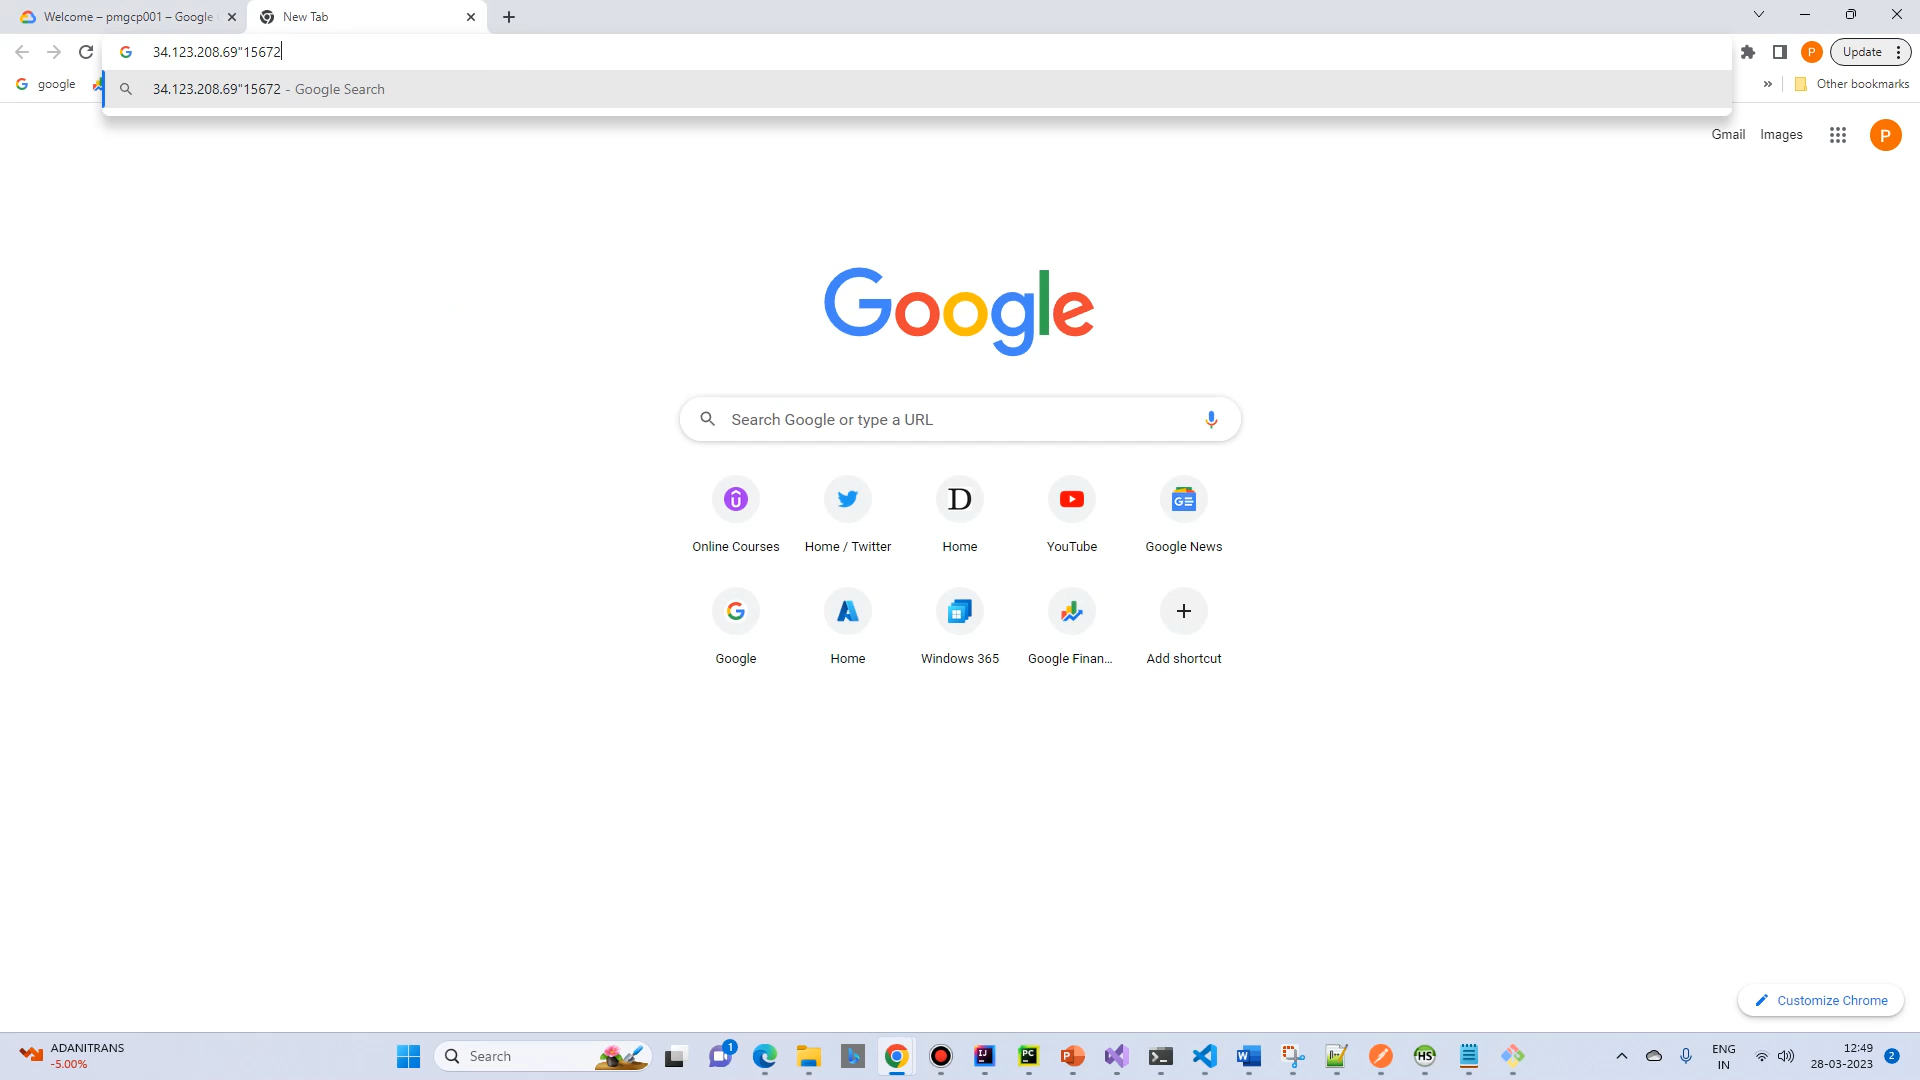 Welcome – pmgcp001 – Google
New Tab
34.123.208.69"15672
Update
google
34.123.208.69"15672 - Google Search
Other bookmarks
Gmail
Images
P
Google
Search Google or type a URL
Online Courses
Home / Twitter
Home
YouTube
Google News
Google
Home
Windows 365
Google Finan...
Add shortcut
Customize Chrome
ADANITRANS
-5.00%
Search
1
ENG
IN
12:49
28-03-2023
2